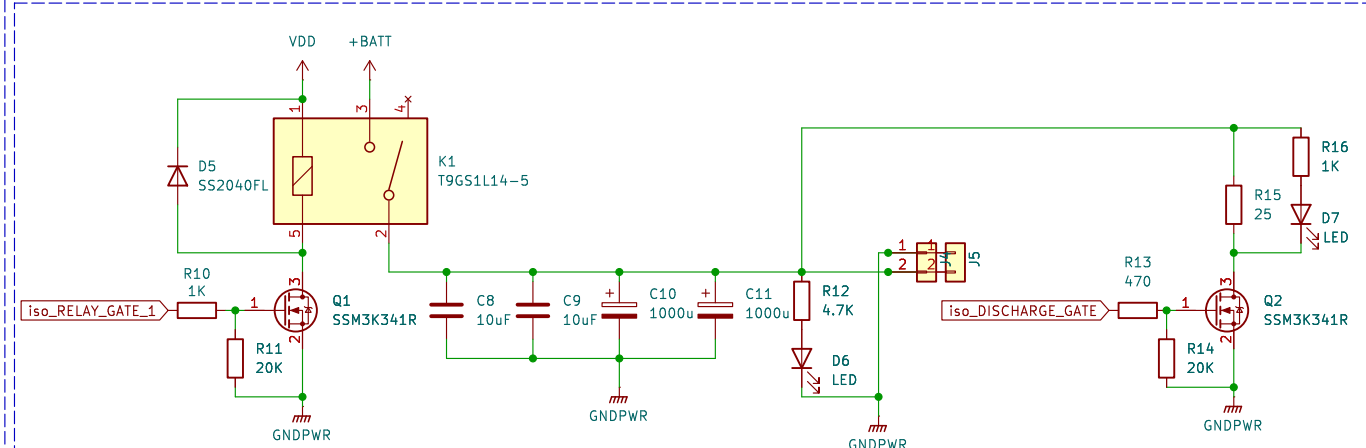 VDD
+BATT
1
3
4
D5
SS2040FL
K1
T9GS1L14-5
5
2
R10
1K
iso_RELAY_GATE_1
1
3
2
Q1
SSM3K341R
R11
20K
GNDPWR
C8
10uF
C9
10uF
+
C10
1000u
+
C11
1000u
GNDPWR
R12
4.7K
D6
LED
1 1
2 2
J4
J5
GNDPWR
R13
470
iso_DISCHARGE_GATE
1
3
2
Q2
SSM3K341R
R14
20K
GNDPWR
R15
25
R16
1K
D7
LED